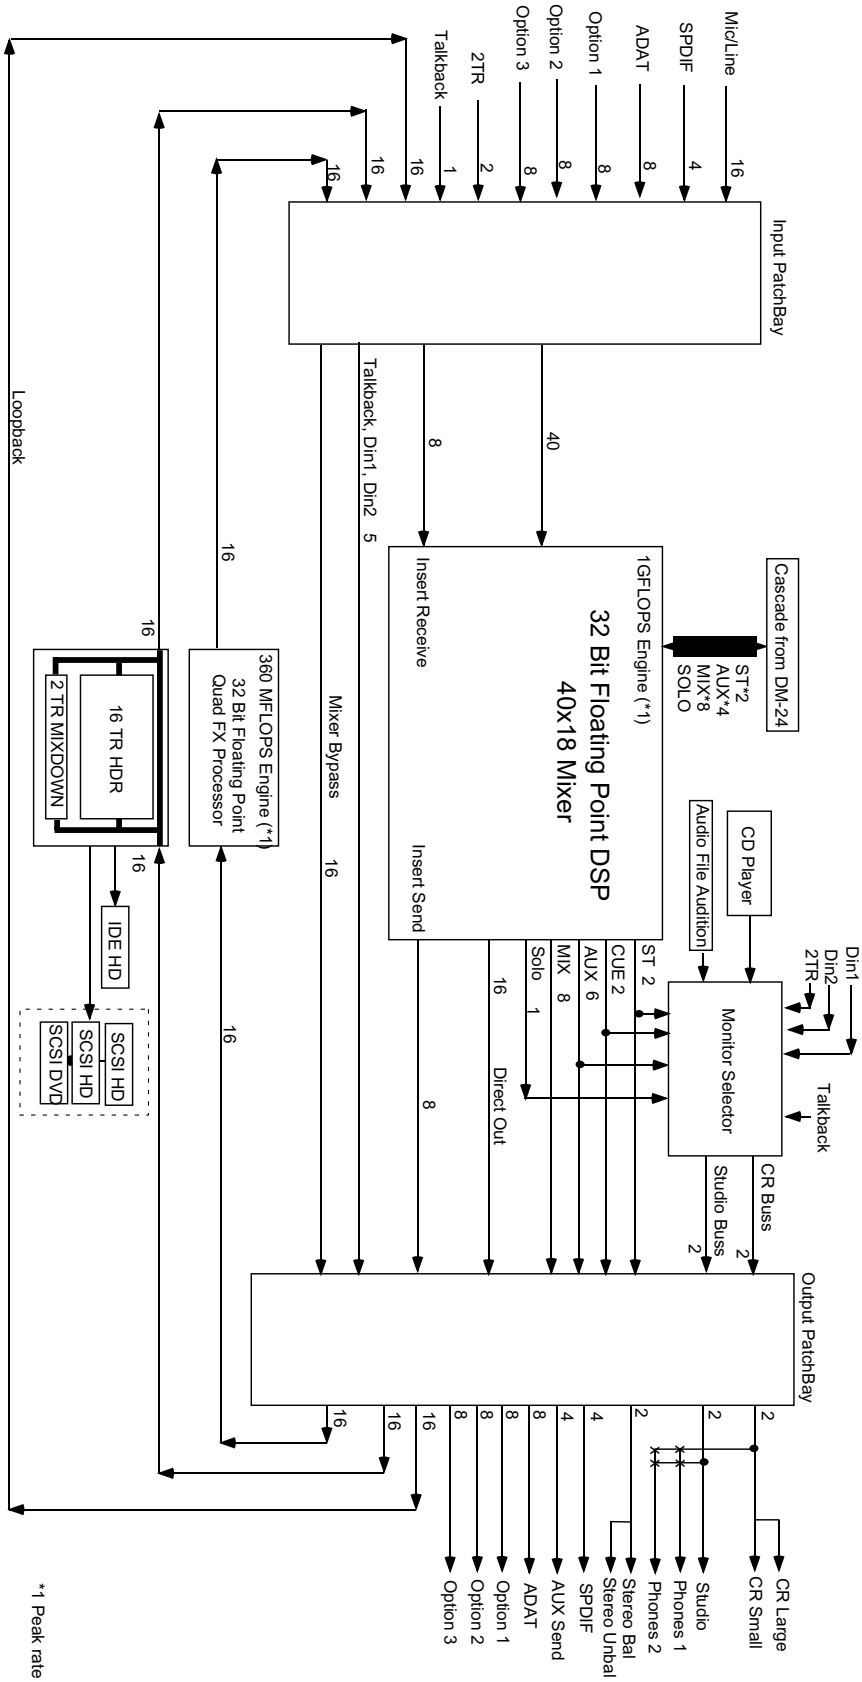 Mic/Line
16
SPDIF
4
ADAT
8
Option 1
8
Option 2
8
Option 3
8
2TR
2
Talkback
1
16
16
16
Input PatchBay
40
8
Talkback, Din1, Din2 5
Mixer Bypass
16
Loopback
Cascade from DM-24
ST*2
AUX*4
MIX*8
SOLO
1GFLOPS Engine (*1)
32 Bit Floating Point DSP
40x18 Mixer
Insert Receive
Insert Send
CD Player
Audio File Audition
Din1
Din2
2TR
Talkback
Monitor Selector
ST 2
CUE 2
AUX 6
MIX 8
Solo 1
16
Direct Out
8
CR Buss
2
Studio Buss
2
16
360 MFLOPS Engine (*1)
32 Bit Floating Point
Quad FX Processor
16
16
16 TR HDR
2 TR MIXDOWN
16
IDE HD
SCSI HD
SCSI HD
SCSI DVD
Output PatchBay
2
2
2
4
4
8
8
8
8
16
16
16
CR Large
CR Small
Studio
Phones 1
Phones 2
Stereo Bal
Stereo Unbal
SPDIF
AUX Send
ADAT
Option 1
Option 2
Option 3
*1 Peak rate